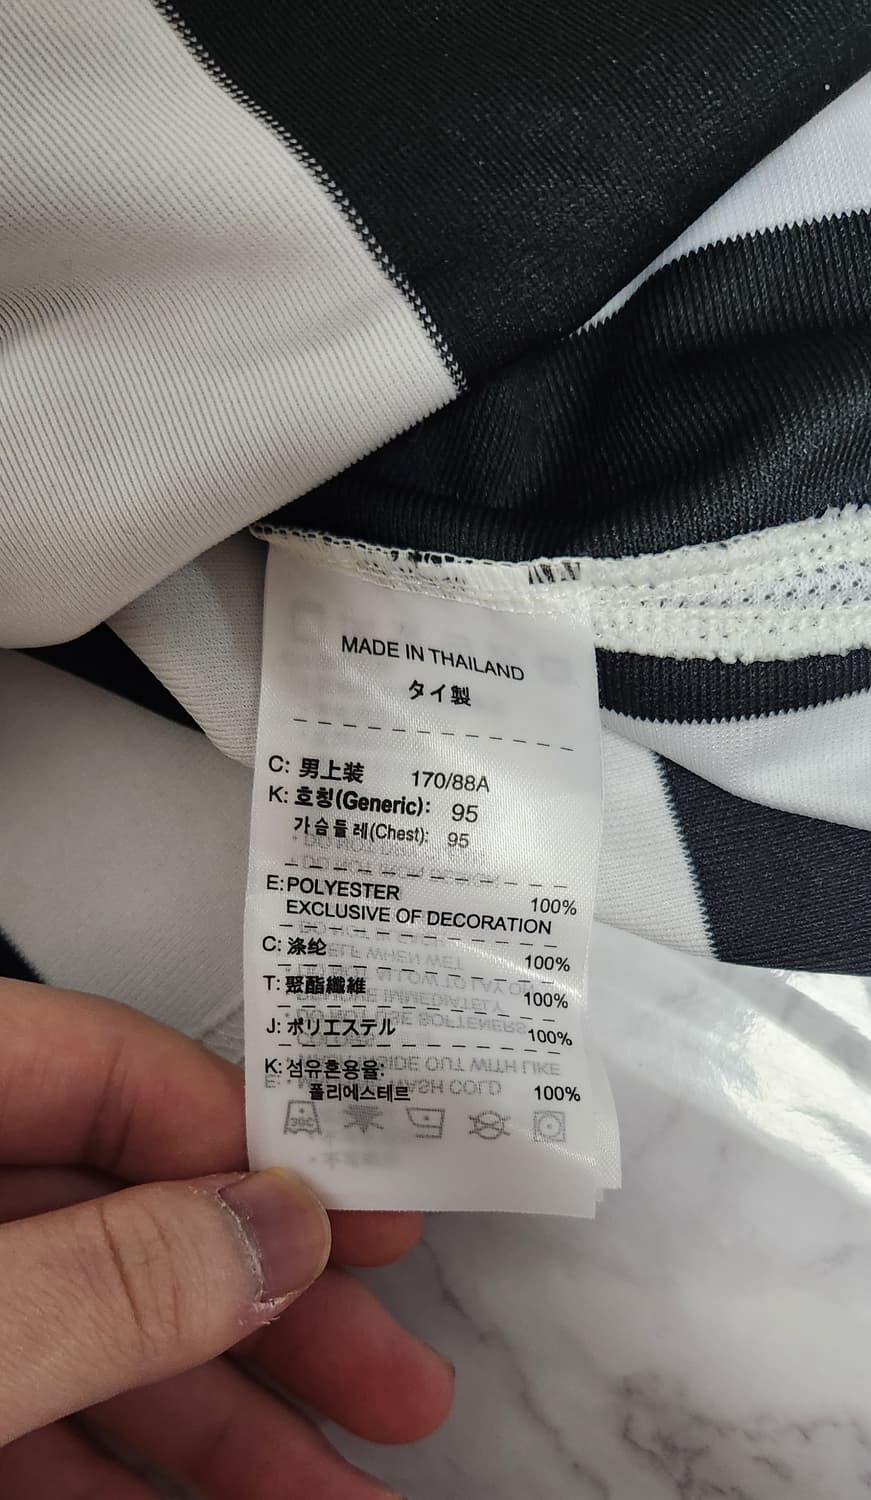 MADE IN THAILAND
タイ製
C: 男上装 170/88A
K: 호칭(Generic): 95
가슴둘레(Chest): 95
E: POLYESTER 100%
EXCLUSIVE OF DECORATION
C: 涤纶 100%
T: 聚酯纖維 100%
J: ポリエステル 100%
K: 섬유혼용율:
폴리에스테르 100%